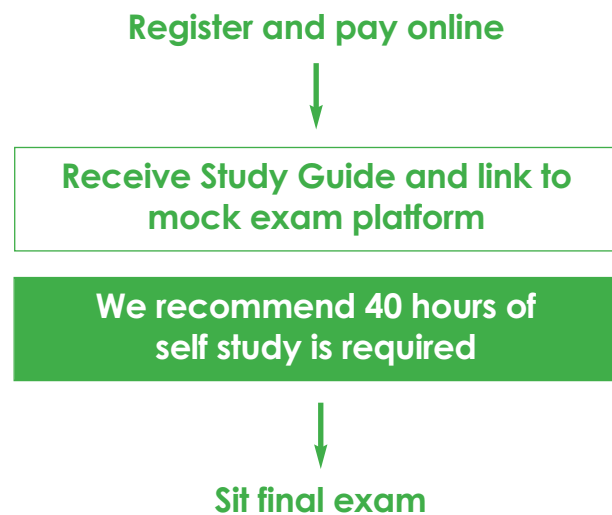 Register and pay online
Receive Study Guide and link to
mock exam platform
We recommend 40 hours of
self study is required
Sit final exam